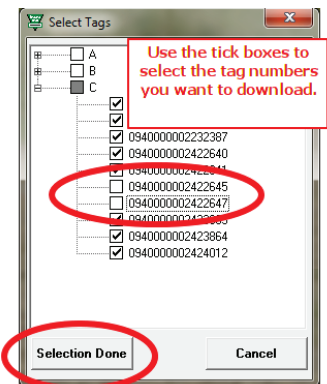 Select Tags
A
B
C
Use the tick boxes to
select the tag numbers
you want to download.
0940000002232387
0940000002422640
0940000002422645
0940000002422647
0940000002423864
0940000002424012
Selection Done
Cancel